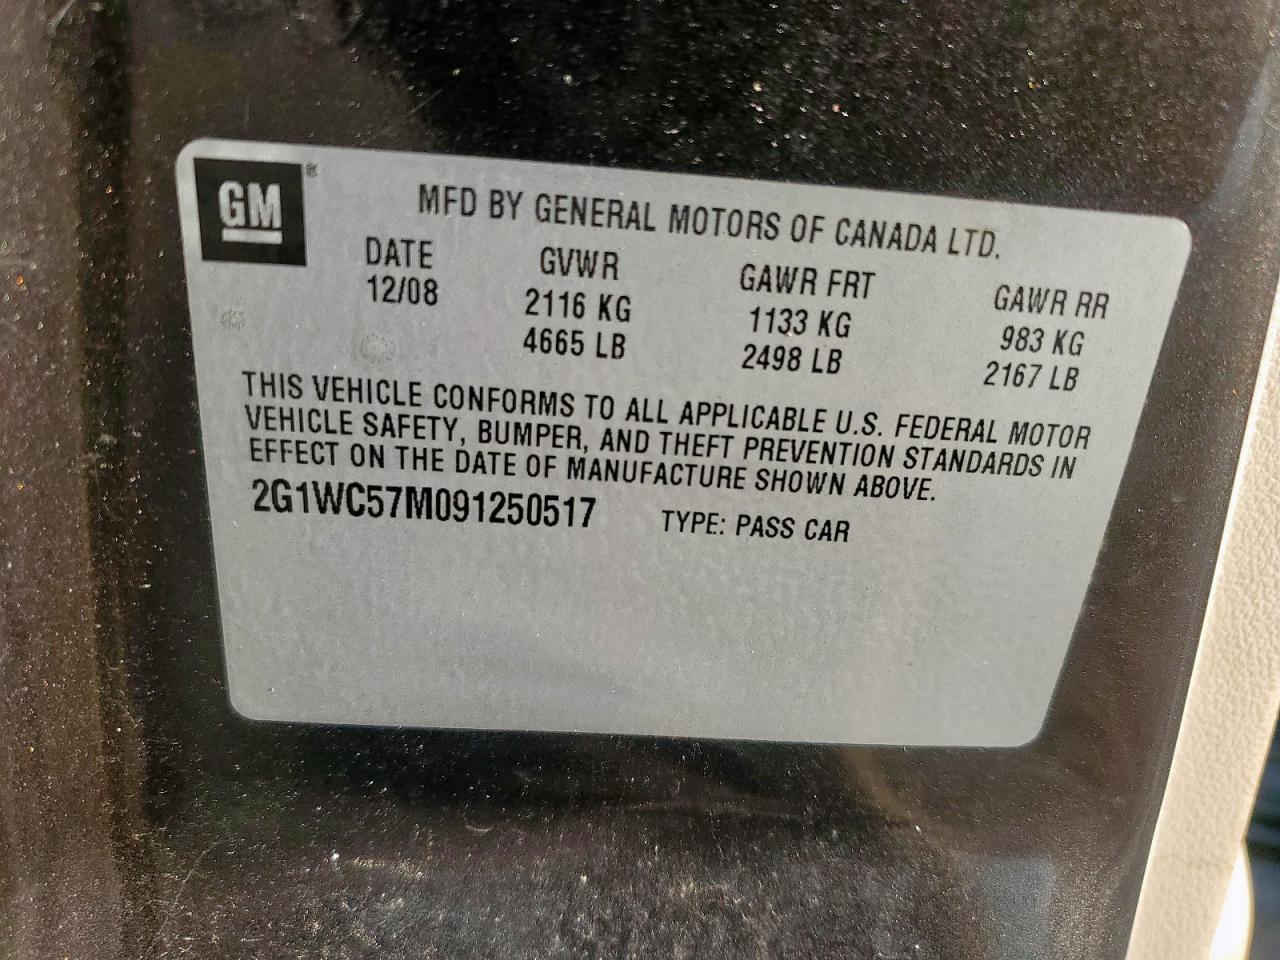 GM ®
MFD BY GENERAL MOTORS OF CANADA LTD.
DATE GVWR GAWR FRT GAWR RR
12/08 2116 KG 1133 KG 983 KG
4665 LB 2498 LB 2167 LB
THIS VEHICLE CONFORMS TO ALL APPLICABLE U.S. FEDERAL MOTOR
VEHICLE SAFETY, BUMPER, AND THEFT PREVENTION STANDARDS IN
EFFECT ON THE DATE OF MANUFACTURE SHOWN ABOVE.
2G1WC57M091250517 TYPE: PASS CAR